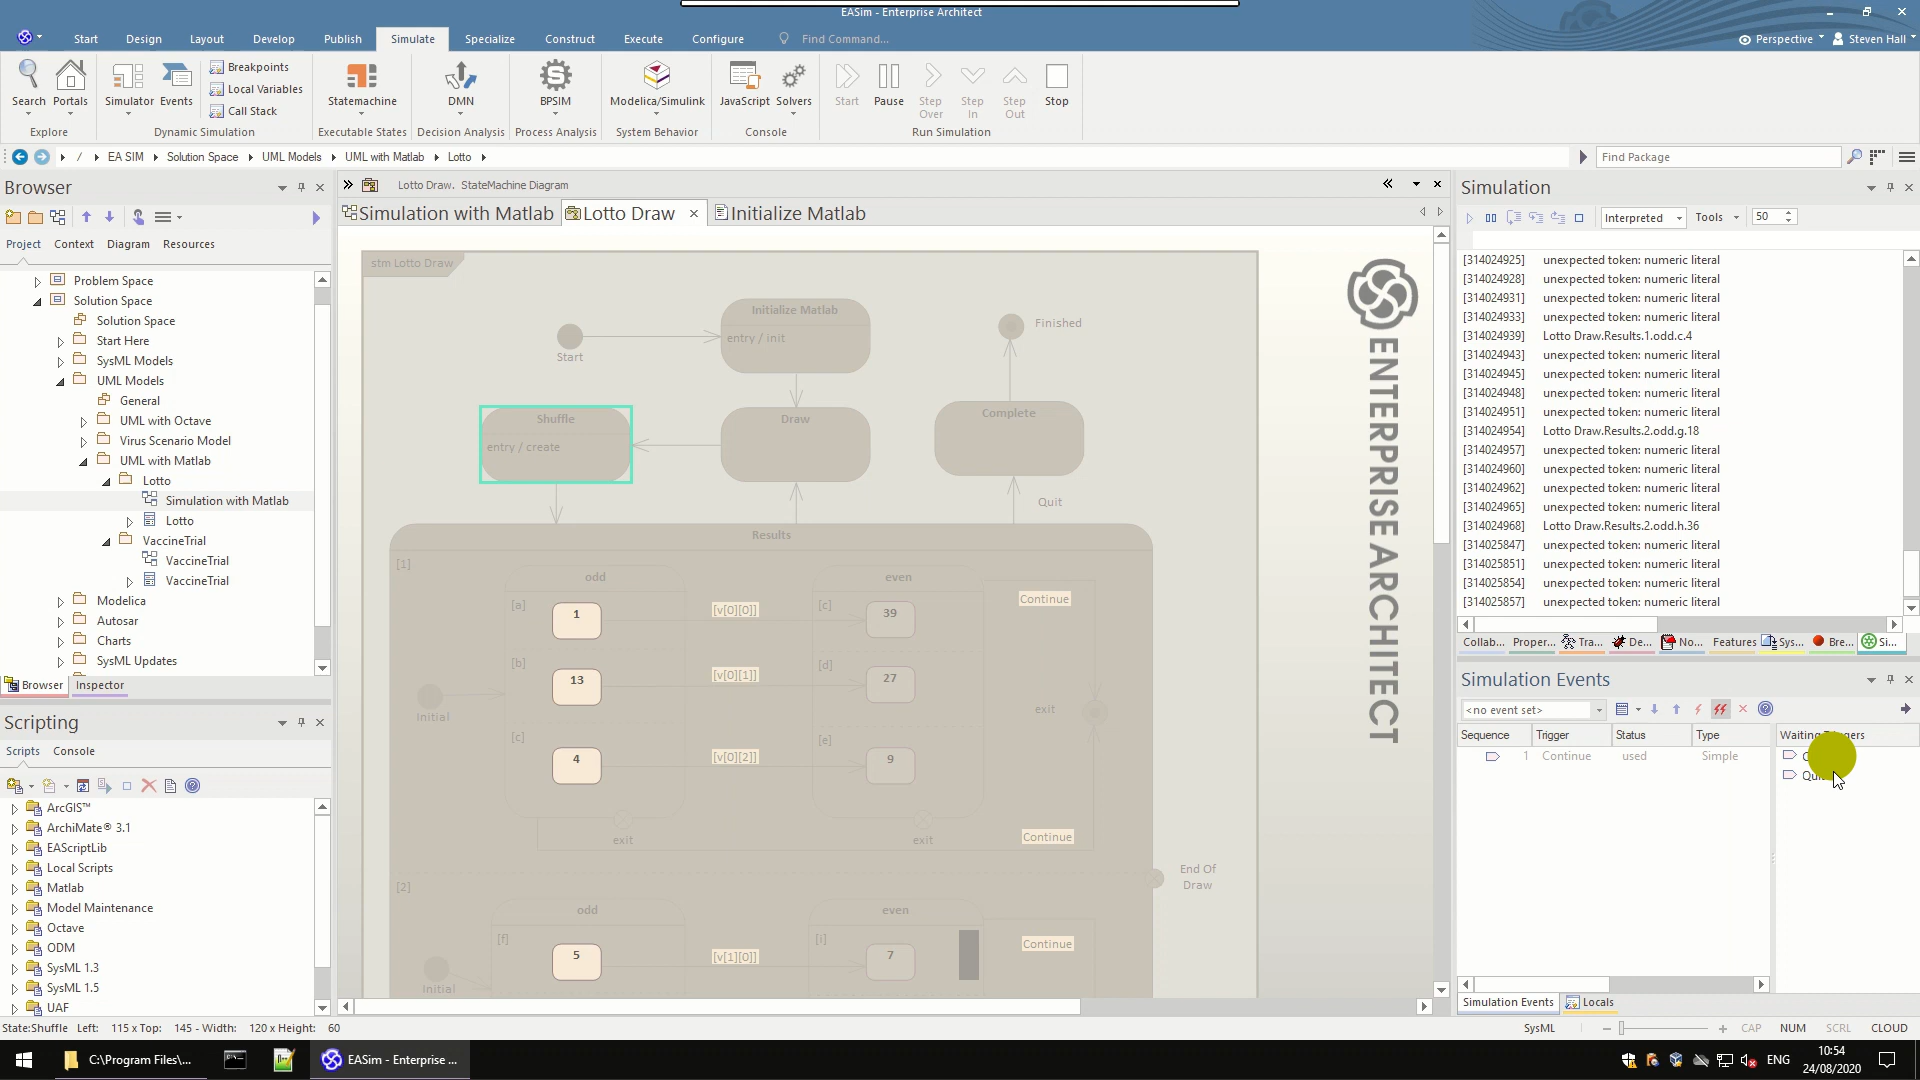 EASim - Enterprise Architect
Start Design Layout Develop Publish Simulate Specialize Construct Execute Configure Find Command...
Perspective Steven Hall
Search Portals Simulator Events Breakpoints Local Variables Call Stack Statemachine DMN BPSIM Modelica/Simulink JavaScript Solvers Start Pause Step Over Step In Step Out Stop
Explore Dynamic Simulation Executable States Decision Analysis Process Analysis System Behavior Console Run Simulation
/ EA SIM Solution Space UML Models UML with Matlab Lotto
Find Package
Browser
Project Context Diagram Resources
Problem Space
Solution Space
Solution Space
Start Here
SysML Models
UML Models
General
UML with Octave
Virus Scenario Model
UML with Matlab
Lotto
Simulation with Matlab
Lotto
VaccineTrial
VaccineTrial
VaccineTrial
Modelica
Autosar
Charts
SysML Updates
Browser Inspector
Scripting
Scripts Console
ArcGIS™
ArchiMate® 3.1
EAScriptLib
Local Scripts
Matlab
Model Maintenance
Octave
ODM
SysML 1.3
SysML 1.5
UAF
Lotto Draw. StateMachine Diagram
Simulation with Matlab Lotto Draw Initialize Matlab
stm Lotto Draw
Initialize Matlab
entry / init
Start
Finished
Shuffle
entry / create
Draw
Complete
Quit
Results
[1]
odd
even
[a]
1
[v[0][0]]
[c]
39
Continue
[b]
13
[v[0][1]]
[d]
27
Initial
exit
[c]
4
[v[0][2]]
[e]
9
exit
exit
Continue
End Of
Draw
[2]
odd
even
[f]
5
[v[1][0]]
[i]
7
Continue
Initial
ENTERPRISE ARCHITECT
Simulation
Interpreted Tools 50
[314024925] unexpected token: numeric literal
[314024928] unexpected token: numeric literal
[314024931] unexpected token: numeric literal
[314024933] unexpected token: numeric literal
[314024939] Lotto Draw.Results.1.odd.c.4
[314024943] unexpected token: numeric literal
[314024945] unexpected token: numeric literal
[314024948] unexpected token: numeric literal
[314024951] unexpected token: numeric literal
[314024954] Lotto Draw.Results.2.odd.g.18
[314024957] unexpected token: numeric literal
[314024960] unexpected token: numeric literal
[314024962] unexpected token: numeric literal
[314024965] unexpected token: numeric literal
[314024968] Lotto Draw.Results.2.odd.h.36
[314025847] unexpected token: numeric literal
[314025851] unexpected token: numeric literal
[314025854] unexpected token: numeric literal
[314025857] unexpected token: numeric literal
Collab... Proper... Tra... De... No... Features Sys... Bre... Si...
Simulation Events
<no event set>
Sequence Trigger Status Type
1 Continue used Simple
Waiting Triggers
Simulation Events Locals
State:Shuffle Left: 115 x Top: 145 - Width: 120 x Height: 60
SysML CAP NUM SCRL CLOUD
C:\Program Files\... EASim - Enterprise ...
ENG
10:54
24/08/2020